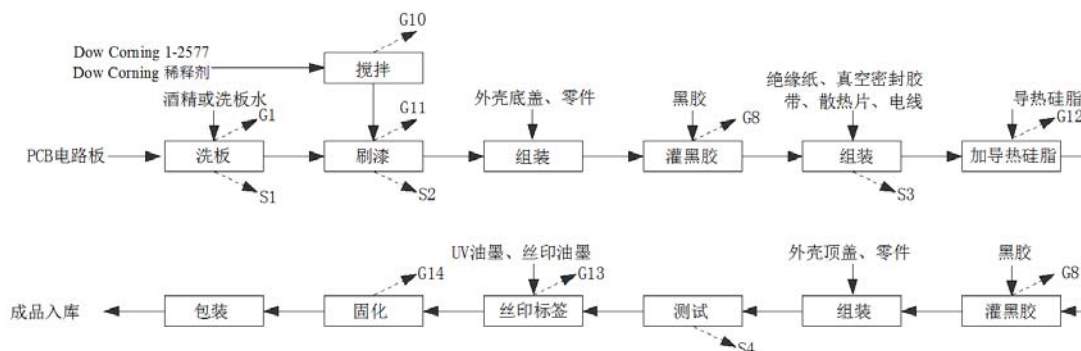 G10
Dow Corning 1-2577
Dow Corning 稀释剂
搅拌
酒精或洗板水
G1
G11
外壳底盖、零件
黑胶
G8
绝缘纸、真空密封胶
带、散热片、电线
导热硅脂
G12
PCB电路板
洗板
刷漆
组装
灌黑胶
组装
加导热硅脂
S1
S2
S3
UV油墨、丝印油墨
G14
G13
外壳顶盖、零件
黑胶
G8
成品入库
包装
固化
丝印标签
测试
组装
灌黑胶
S4